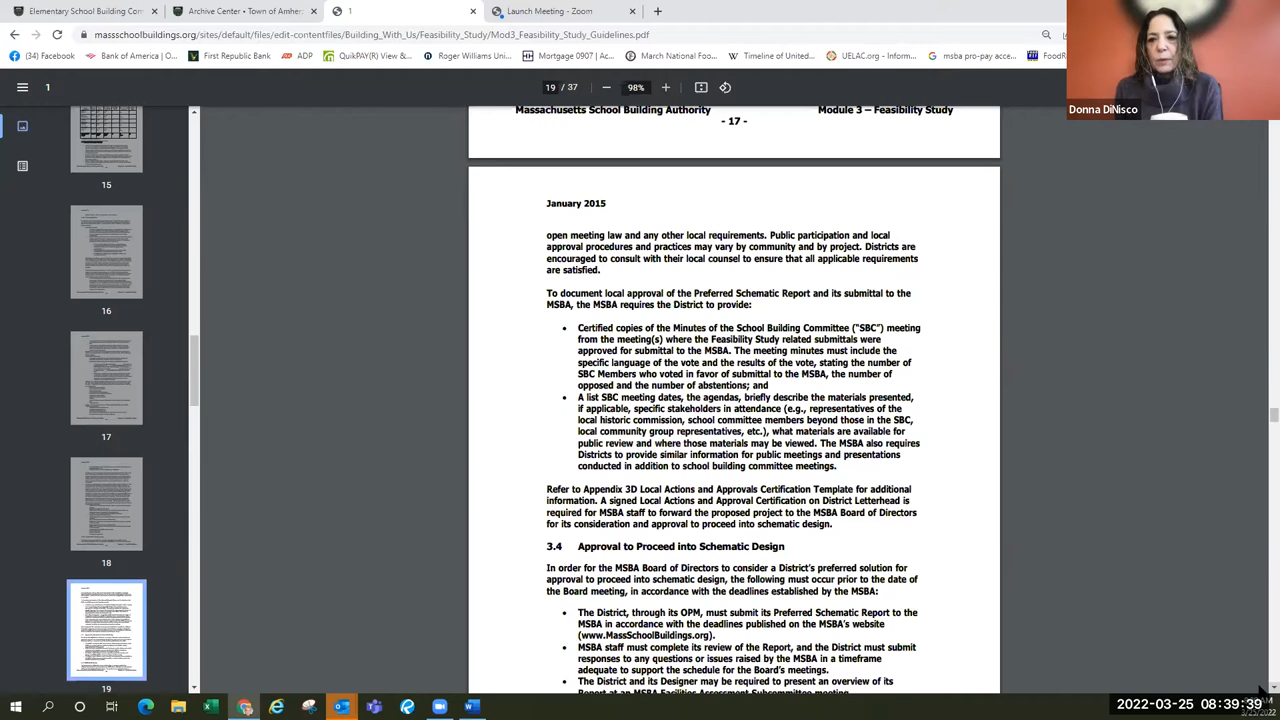 Elementary School Building Com
Archive Center • Town of Amher
1
Launch Meeting - Zoom
massschoolbuildings.org/sites/default/files/edit-contentfiles/Building_With_Us/Feasibility_Study/Mod3_Feasibility_Study_Guidelines.pdf
(34) Facebook
Bank of America | O...
First Republic Bank
ADP
QuikPAY(R) View &...
Roger Williams Uni...
Mortgage 0907 | Ac...
March National Foo...
Timeline of United...
UELAC.org - Inform...
msba pro-pay acce...
FoodK
1
19 / 37
98%
Donna DiNisco
Massachusetts School Building Authority
Module 3 – Feasibility Study
- 17 -
15
16
17
18
19
January 2015
open meeting law and any other local requirements. Public participation and local
approval procedures and practices may vary by community and by project. Districts are
encouraged to consult with their local counsel to ensure that all applicable requirements
are satisfied.
To document local approval of the Preferred Schematic Report and its submittal to the
MSBA, the MSBA requires the District to provide:
• Certified copies of the Minutes of the School Building Committee ("SBC") meeting
from the meeting(s) where the Feasibility Study related submittals were
approved for submittal to the MSBA. The meeting minutes must include the
specific language of the vote and the results of the vote, stating the number of
SBC Members who voted in favor of submittal to the MSBA, the number of
opposed and the number of abstentions; and
• A list SBC meeting dates, the agendas, briefly describe the materials presented,
if applicable, specific stakeholders in attendance (e.g., representatives of the
local historic commission, school committee members beyond those in the SBC,
local community group representatives, etc.), what materials are available for
public review and where those materials may be viewed. The MSBA also requires
Districts to provide similar information for public meetings and presentations
conducted in addition to school building committee meetings.
Refer to Appendix 3D Local Actions and Approvals Certification Template for additional
information. A signed Local Actions and Approval Certification on District Letterhead is
required for MSBA staff to forward the proposed project to the MSBA Board of Directors
for its consideration and approval to proceed into schematic design.
3.4 Approval to Proceed into Schematic Design
In order for the MSBA Board of Directors to consider a District's preferred solution for
approval to proceed into schematic design, the following must occur prior to the date of
the Board meeting, in accordance with the deadlines established by the MSBA:
• The District, through its OPM, must submit its Preferred Schematic Report to the
MSBA in accordance with the deadlines published on the MSBA's website
(www.MassSchoolBuildings.org).
• MSBA staff must complete its review of the Report, and the District must submit
responses to any questions or issues raised by the MSBA in a timeframe
adequate to support the schedule for the Board's meetings.
• The District and its Designer may be required to present an overview of its
Report at an MSBA Facilities Assessment Subcommittee meeting
2022-03-25 08:39:39